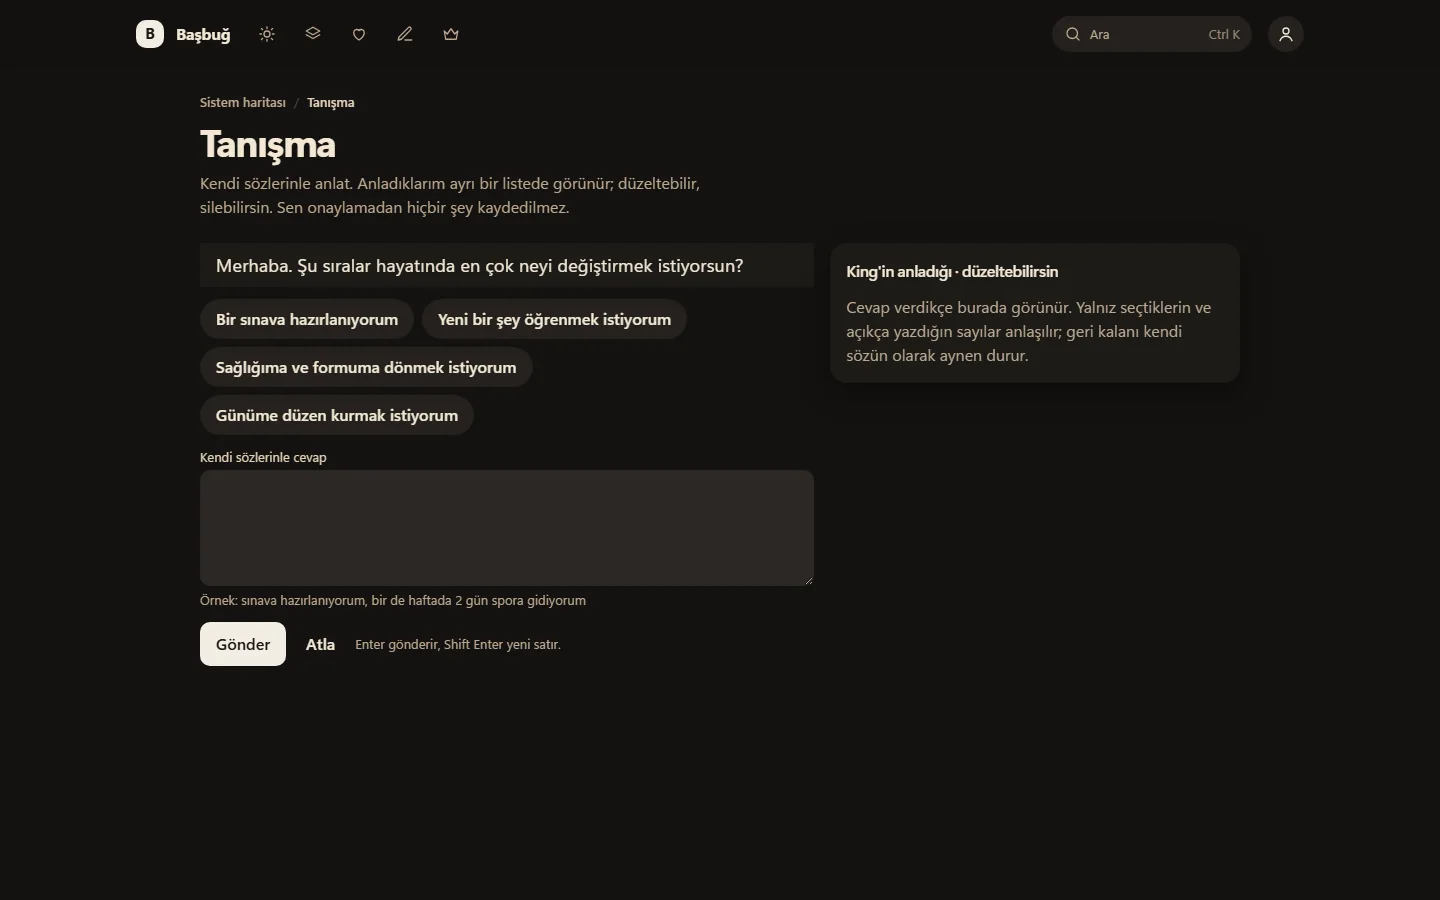 B Başbuğ
Ara Ctrl K
Sistem haritası / Tanışma
Tanışma
Kendi sözlerinle anlat. Anladıklarım ayrı bir listede görünür; düzeltebilir,
silebilirsin. Sen onaylamadan hiçbir şey kaydedilmez.
Merhaba. Şu sıralar hayatında en çok neyi değiştirmek istiyorsun?
Bir sınava hazırlanıyorum
Yeni bir şey öğrenmek istiyorum
Sağlığıma ve formuma dönmek istiyorum
Günüme düzen kurmak istiyorum
Kendi sözlerinle cevap
Örnek: sınava hazırlanıyorum, bir de haftada 2 gün spora gidiyorum
Gönder
Atla
Enter gönderir, Shift Enter yeni satır.
King'in anladığı · düzeltebilirsin
Cevap verdikçe burada görünür. Yalnız seçtiklerin ve
açıkça yazdığın sayılar anlaşılır; geri kalanı kendi
sözün olarak aynen durur.